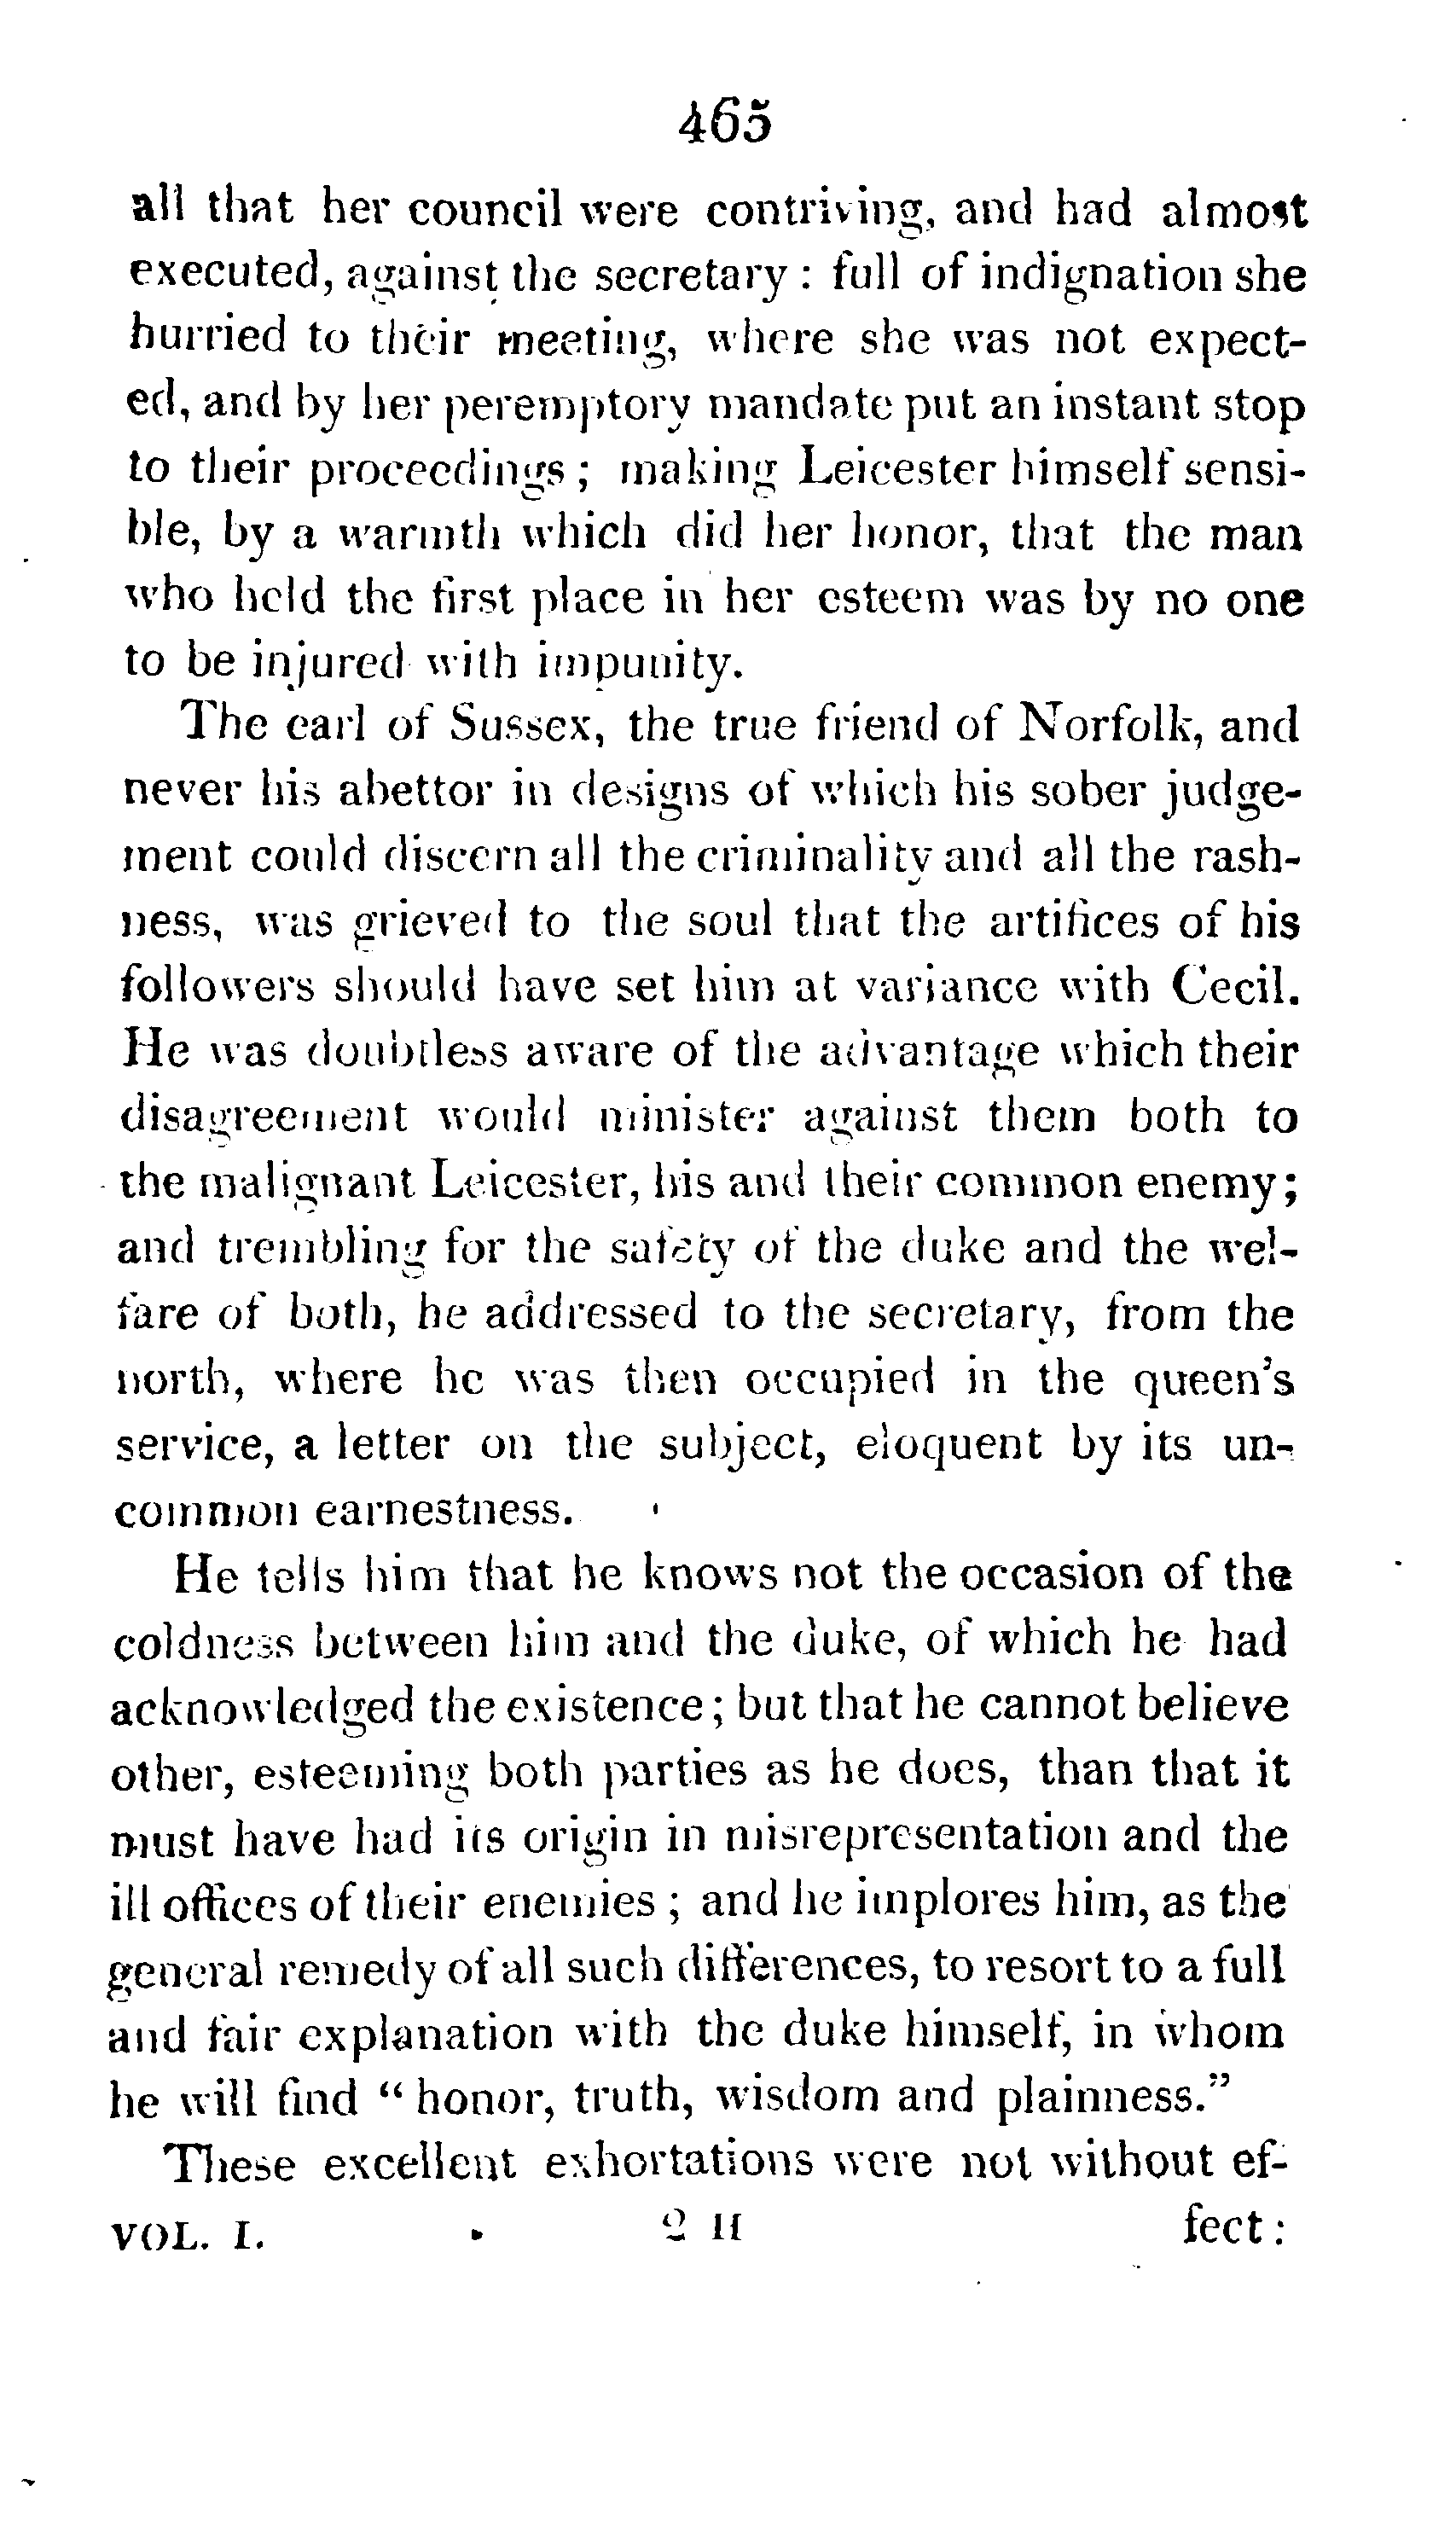 465
all that her council were contriving, and had almost
executed, against the secretary : full of indignation she
hurried to their meeting, where she was not expect-
ed, and by her peremptory mandate put an instant stop
to their proceedings ; making Leicester himself sensi-
ble, by a warmth which did her honor, that the man
who held the first place in her esteem was by no one
to be injured with impunity.
The earl of Sussex, the true friend of Norfolk, and
never his abettor in designs of which his sober judge-
ment could discern all the criminality and all the rash-
ness, was grieved to the soul that the artifices of his
followers should have set him at variance with Cecil.
He was doubtless aware of the advantage which their
disagreement would minister against them both to
the malignant Leicester, his and their common enemy;
and trembling for the safety of the duke and the wel-
fare of both, he addressed to the secretary, from the
north, where he was then occupied in the queen's
service, a letter on the subject, eloquent by its un-
common earnestness.
He tells him that he knows not the occasion of the
coldness between him and the duke, of which he had
acknowledged the existence; but that he cannot believe
other, esteeming both parties as he does, than that it
must have had its origin in misrepresentation and the
ill offices of their enemies ; and he implores him, as the
general remedy of all such differences, to resort to a full
and fair explanation with the duke himself, in whom
he will find " honor, truth, wisdom and plainness."
These excellent exhortations were not without ef-
VOL. I. 2 H fect :